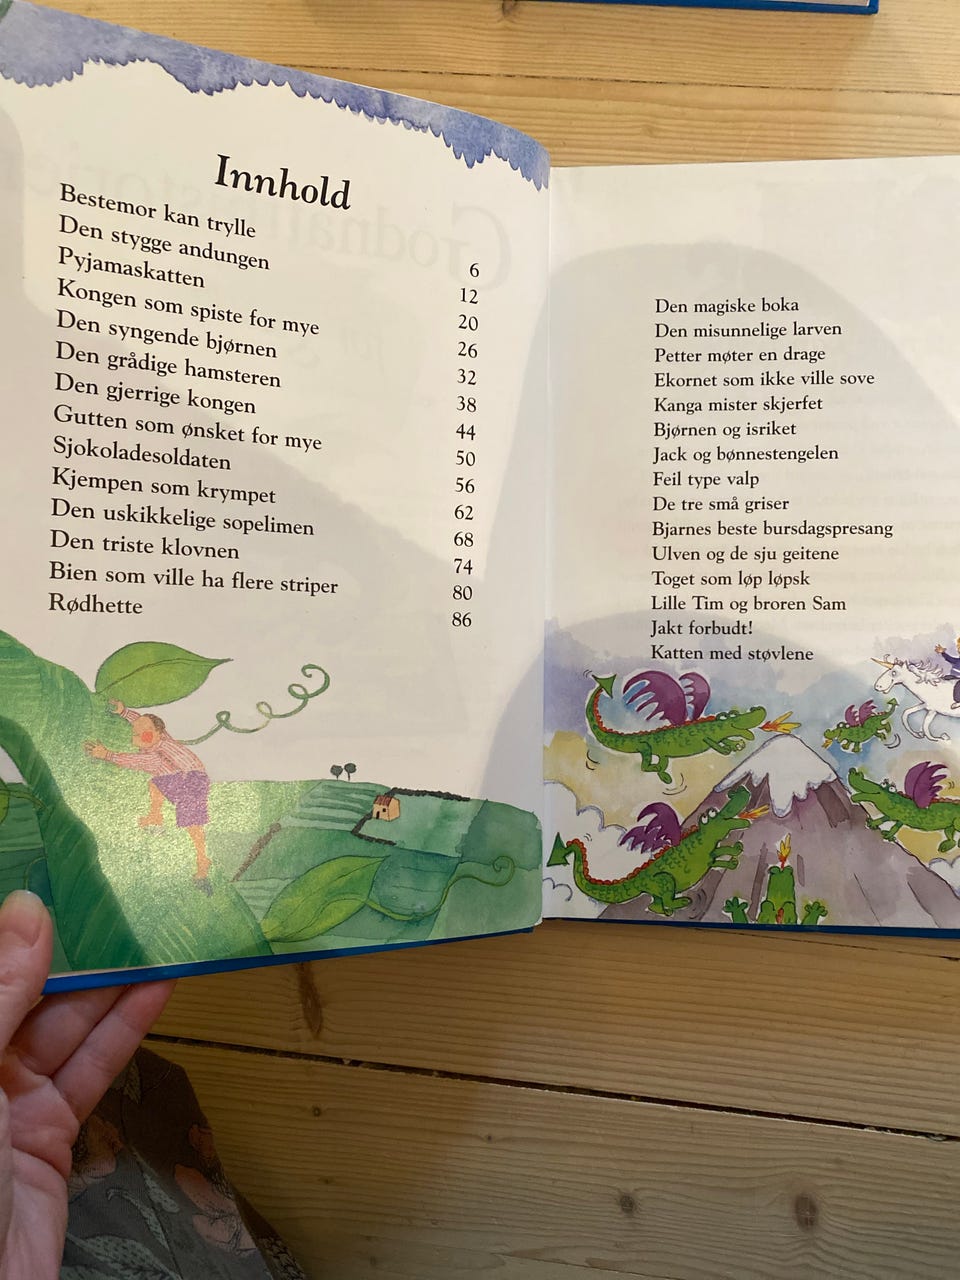 Innhold
Bestemor kan trylle 6
Den stygge andungen 12
Pyjamaskatten 20
Kongen som spiste for mye 26
Den syngende bjørnen 32
Den grådige hamsteren 38
Den gjerrige kongen 44
Gutten som ønsket for mye 50
Sjokoladesoldaten 56
Kjempen som krympet 62
Den uskikkelige sopelimen 68
Den triste klovnen 74
Bien som ville ha flere striper 80
Rødhette 86
Den magiske boka
Den misunnelige larven
Petter møter en drage
Ekornet som ikke ville sove
Kanga mister skjerfet
Bjørnen og isriket
Jack og bønnestengelen
Feil type valp
De tre små griser
Bjarnes beste bursdagspresang
Ulven og de sju geitene
Toget som løp løpsk
Lille Tim og broren Sam
Jakt forbudt!
Katten med støvlene